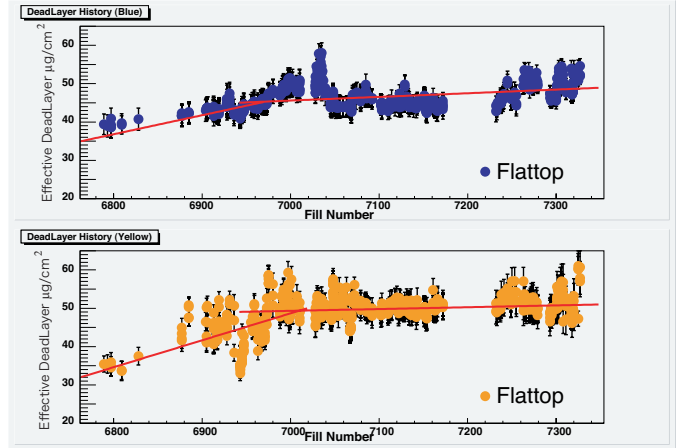 DeadLayer History (Blue)
Effective DeadLayer μg/cm²
60
50
40
30
20
6800
6900
7000
7100
7200
7300
Fill Number
Flattop
DeadLayer History (Yellow)
Effective DeadLayer μg/cm²
60
50
40
30
20
6800
6900
7000
7100
7200
7300
Fill Number
Flattop